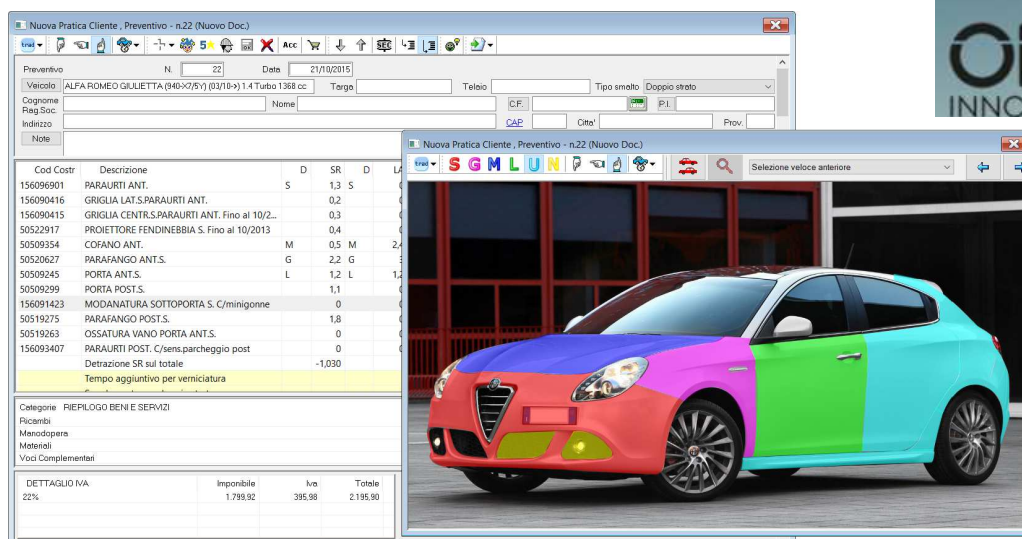 Nuova Pratica Cliente , Preventivo - n.22 (Nuovo Doc.)
trad 5 Acc
Preventivo N. 22 Data 21/10/2015
Veicolo ALFA ROMEO GIULIETTA (940->X7/5Y) (03/10->) 1.4 Turbo 1368 cc Targa Telaio Tipo smalto Doppio strato
Cognome Rag.Soc. Nome C.F. P.I.
Indirizzo CAP Citta' Prov.
Note
Cod Costr Descrizione D SR D
156096901 PARAURTI ANT. S 1,3 S
156090416 GRIGLIA LAT.S.PARAURTI ANT. 0,2
156090415 GRIGLIA CENTR.S.PARAURTI ANT. Fino al 10/2... 0,3
50522917 PROIETTORE FENDINEBBIA S. Fino al 10/2013 0,4
50509354 COFANO ANT. M 0,5 M 2,4
50520627 PARAFANGO ANT.S. G 2,2 G
50509245 PORTA ANT.S. L 1,2 L 1,2
50509299 PORTA POST.S. 1,1
156091423 MODANATURA SOTTOPORTA S. C/minigonne 0
50519275 PARAFANGO POST.S. 1,8
50519263 OSSATURA VANO PORTA ANT.S. 0
156093407 PARAURTI POST. C/sens.parcheggio post 0
Detrazione SR sul totale -1,030
Tempo aggiuntivo per verniciatura
Categorie RIEPILOGO BENI E SERVIZI
Ricambi
Manodopera
Materiali
Voci Complementari
DETTAGLIO IVA Imponibile Iva Totale
22% 1.799,92 395,98 2.195,90
Nuova Pratica Cliente , Preventivo - n.22 (Nuovo Doc.)
trad S G M L U N Selezione veloce anteriore
INNO